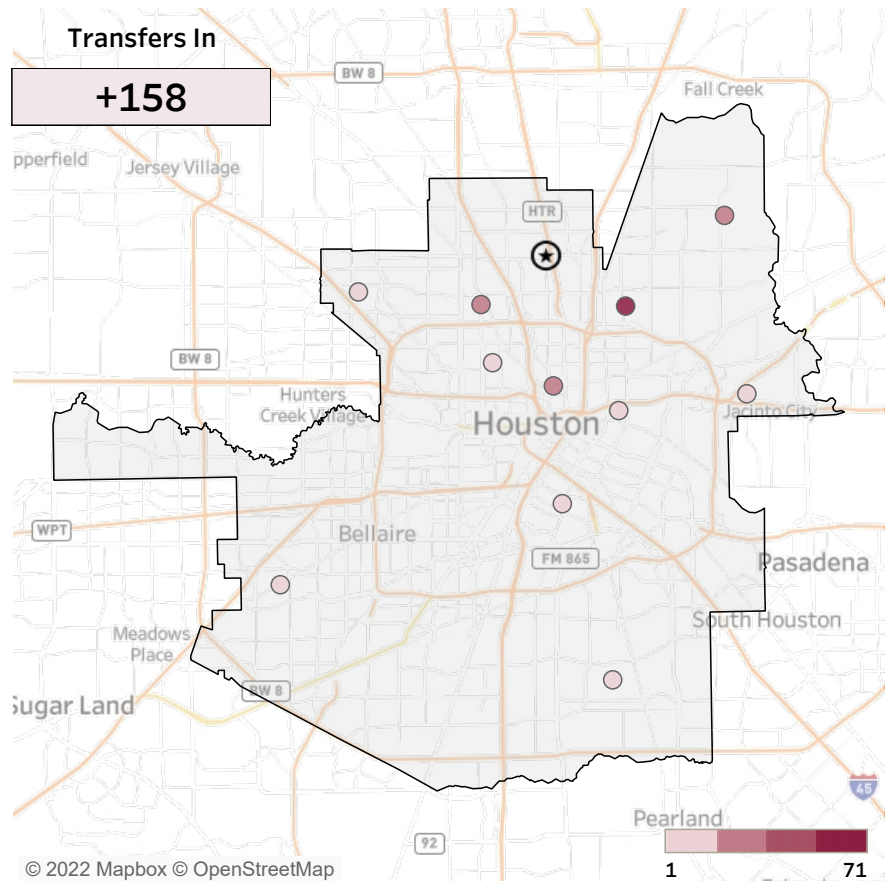 Transfers In
+158
BW 8
Fall Creek
pperfield
Jersey Village
HTR
BW 8
Hunters
Creek Village
Jacinto City
Houston
WPT
Bellaire
FM 865
Pasadena
South Houston
Meadows
Place
BW 8
Sugar Land
45
Pearland
92
1
71
© 2022 Mapbox © OpenStreetMap